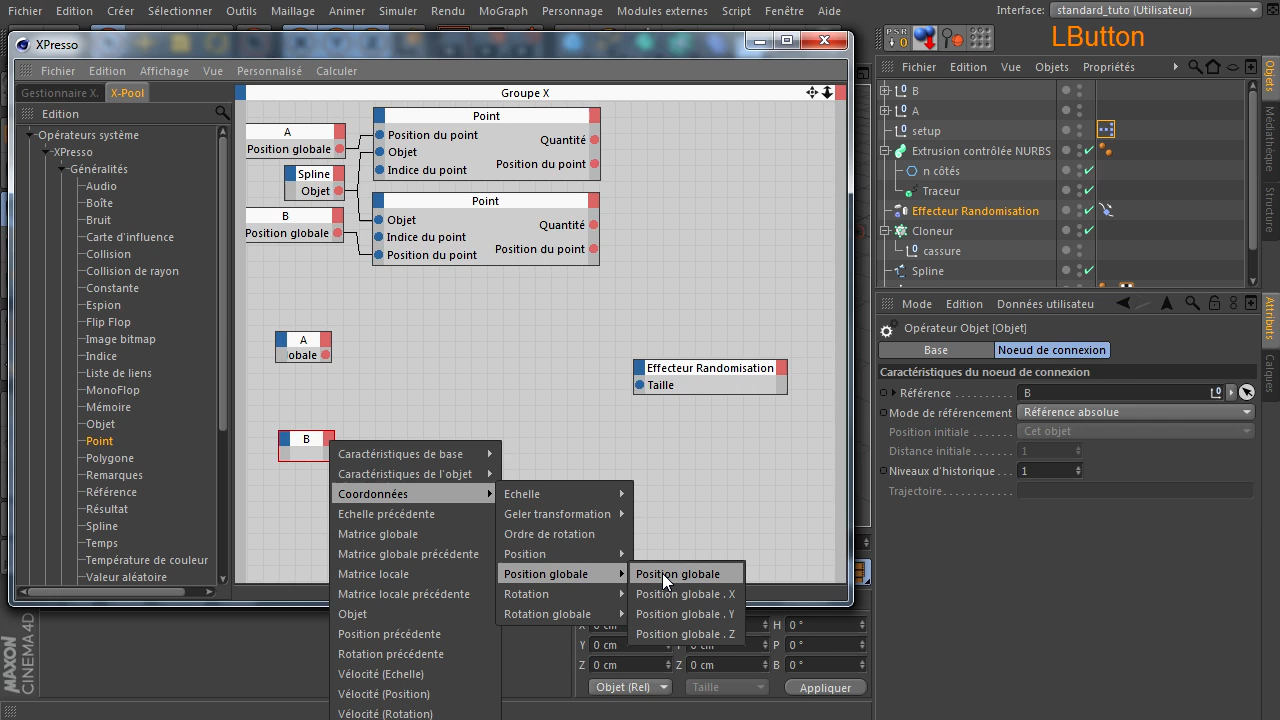 Fichier Edition Créer Sélectionner Outils Maillage Animer Simuler Rendu MoGraph Personnage Modules externes Script Fenêtre Aide Interface: standard_tuto (Utilisateur)
XPresso
PSR
0
LButton
Fichier Edition Affichage Vue Personnalisé Calculer
Fichier Edition Vue Objets Propriétés
Gestionnaire X. X-Pool
Groupe X
Edition
Opérateurs système
XPresso
Généralités
Audio
Boîte
Bruit
Carte d'influence
Collision
Collision de rayon
Constante
Espion
Flip Flop
Image bitmap
Indice
Liste de liens
MonoFlop
Mémoire
Objet
Point
Polygone
Remarques
Référence
Résultat
Spline
Temps
Température de couleur
Valeur aléatoire
A
Position globale
Spline
Objet
B
Position globale
Point
Position du point
Objet
Indice du point
Quantité
Position du point
Point
Objet
Indice du point
Position du point
Quantité
Position du point
A
obale
B
Effecteur Randomisation
Taille
Caractéristiques de base
Caractéristiques de l'objet
Coordonnées
Echelle précédente
Matrice globale
Matrice globale précédente
Matrice locale
Matrice locale précédente
Objet
Position précédente
Rotation précédente
Vélocité (Echelle)
Vélocité (Position)
Vélocité (Rotation)
Echelle
Geler transformation
Ordre de rotation
Position
Position globale
Rotation
Rotation globale
Position globale
Position globale . X
Position globale . Y
Position globale . Z
B
A
setup
Extrusion contrôlée NURBS
n côtés
Traceur
Effecteur Randomisation
Cloneur
cassure
Spline
Objets
Attributs
Calques
Mode Edition Données utilisateur
Opérateur Objet [Objet]
Base Noeud de connexion
Caractéristiques du noeud de connexion
Référence . . . . . . . . . . B
Mode de référencement Référence absolue
Position initiale Cet objet
Distance initiale 1
Niveaux d'historique . . . 1
Trajectoire
X 0 cm H 0 °
Y 0 cm Y 0 cm P 0 °
Z 0 cm Z 0 cm B 0 °
Objet (Rel) Taille Appliquer
MAXON
CINEMA 4D